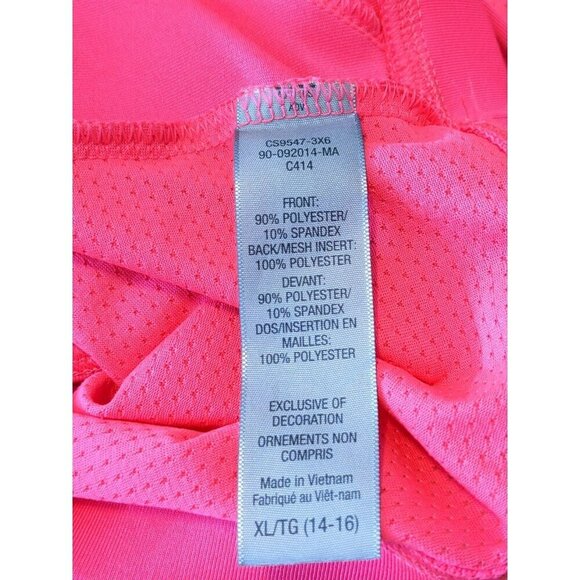 CS9547-3X6
90-092014-MA
C414
FRONT:
90% POLYESTER/
10% SPANDEX
BACK/MESH INSERT:
100% POLYESTER
DEVANT:
90% POLYESTER/
10% SPANDEX
DOS/INSERTION EN
MAILLES:
100% POLYESTER
EXCLUSIVE OF
DECORATION
ORNEMENTS NON
COMPRIS
Made in Vietnam
Fabriqué au Viêt-nam
XL/TG (14-16)